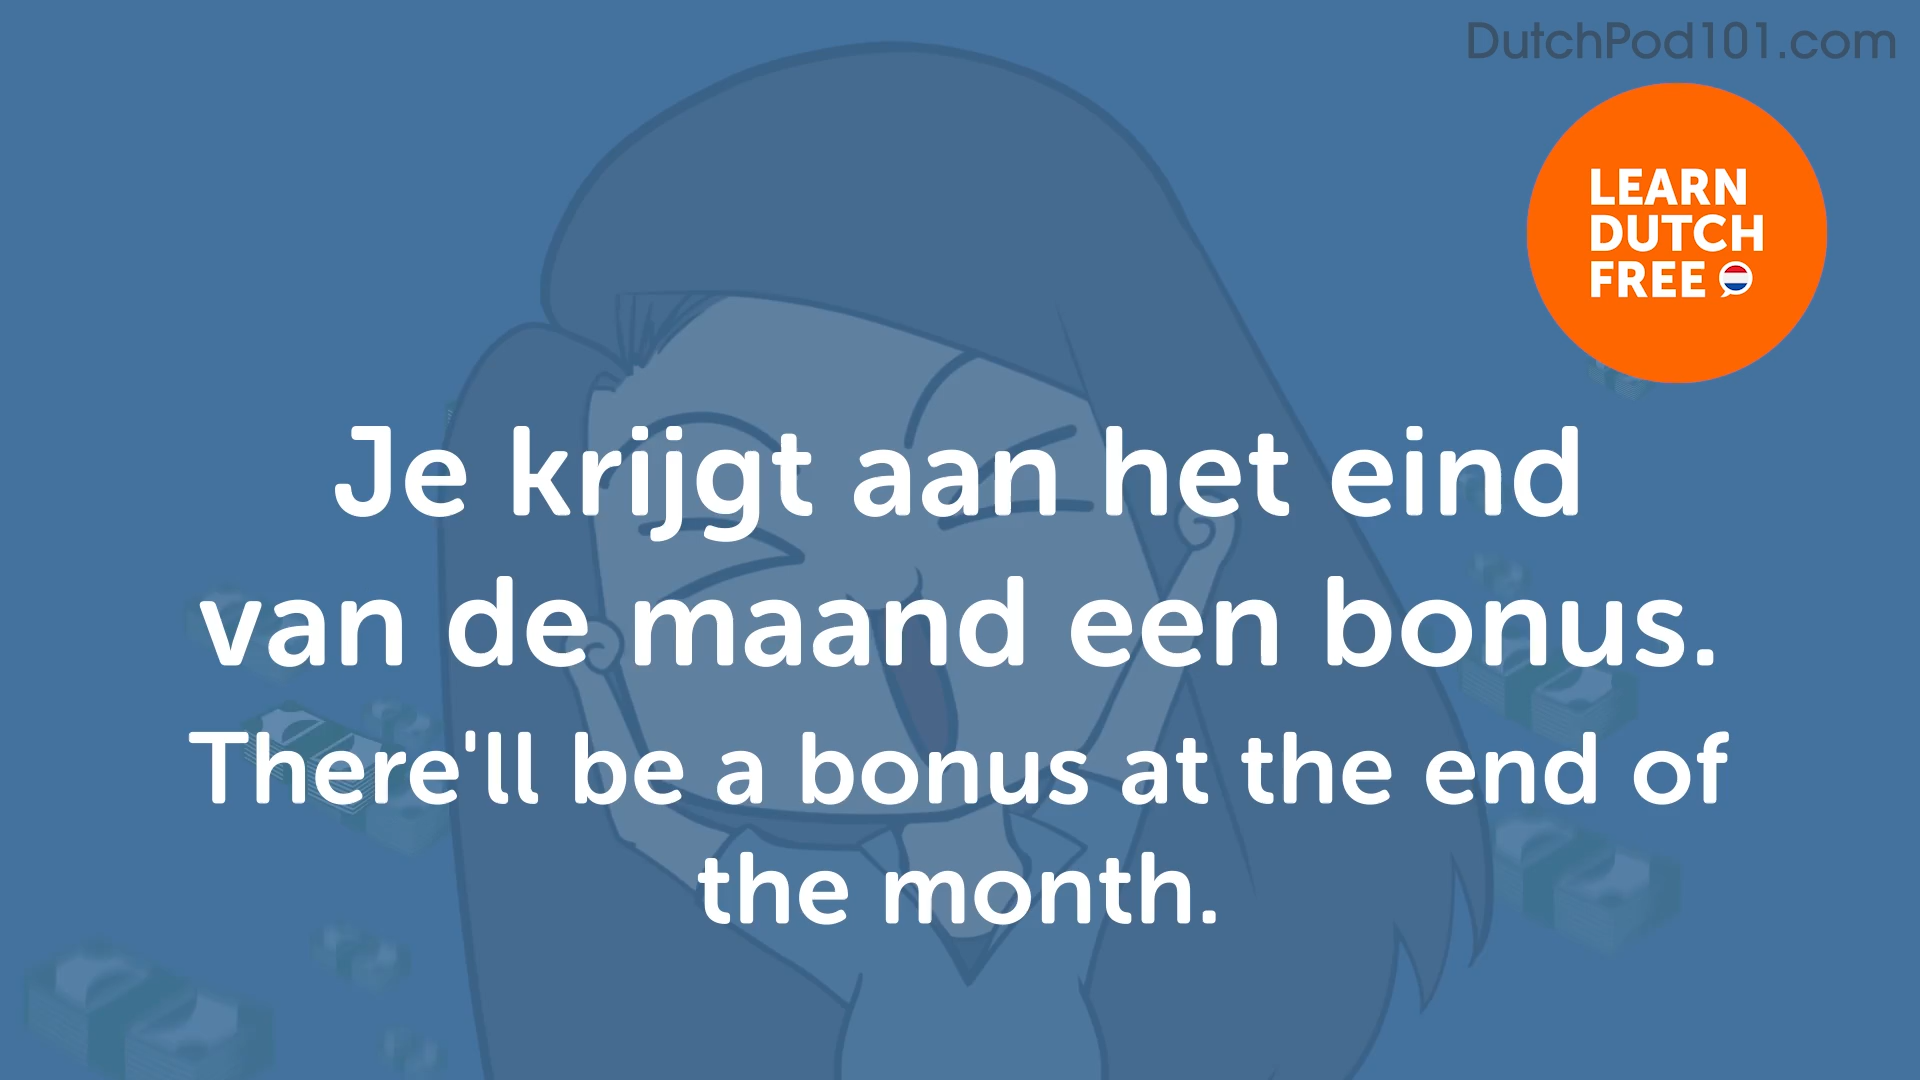 DutchPod101.com
LEARN
DUTCH
FREE
Je krijgt aan het eind
van de maand een bonus.
There'll be a bonus at the end of
the month.